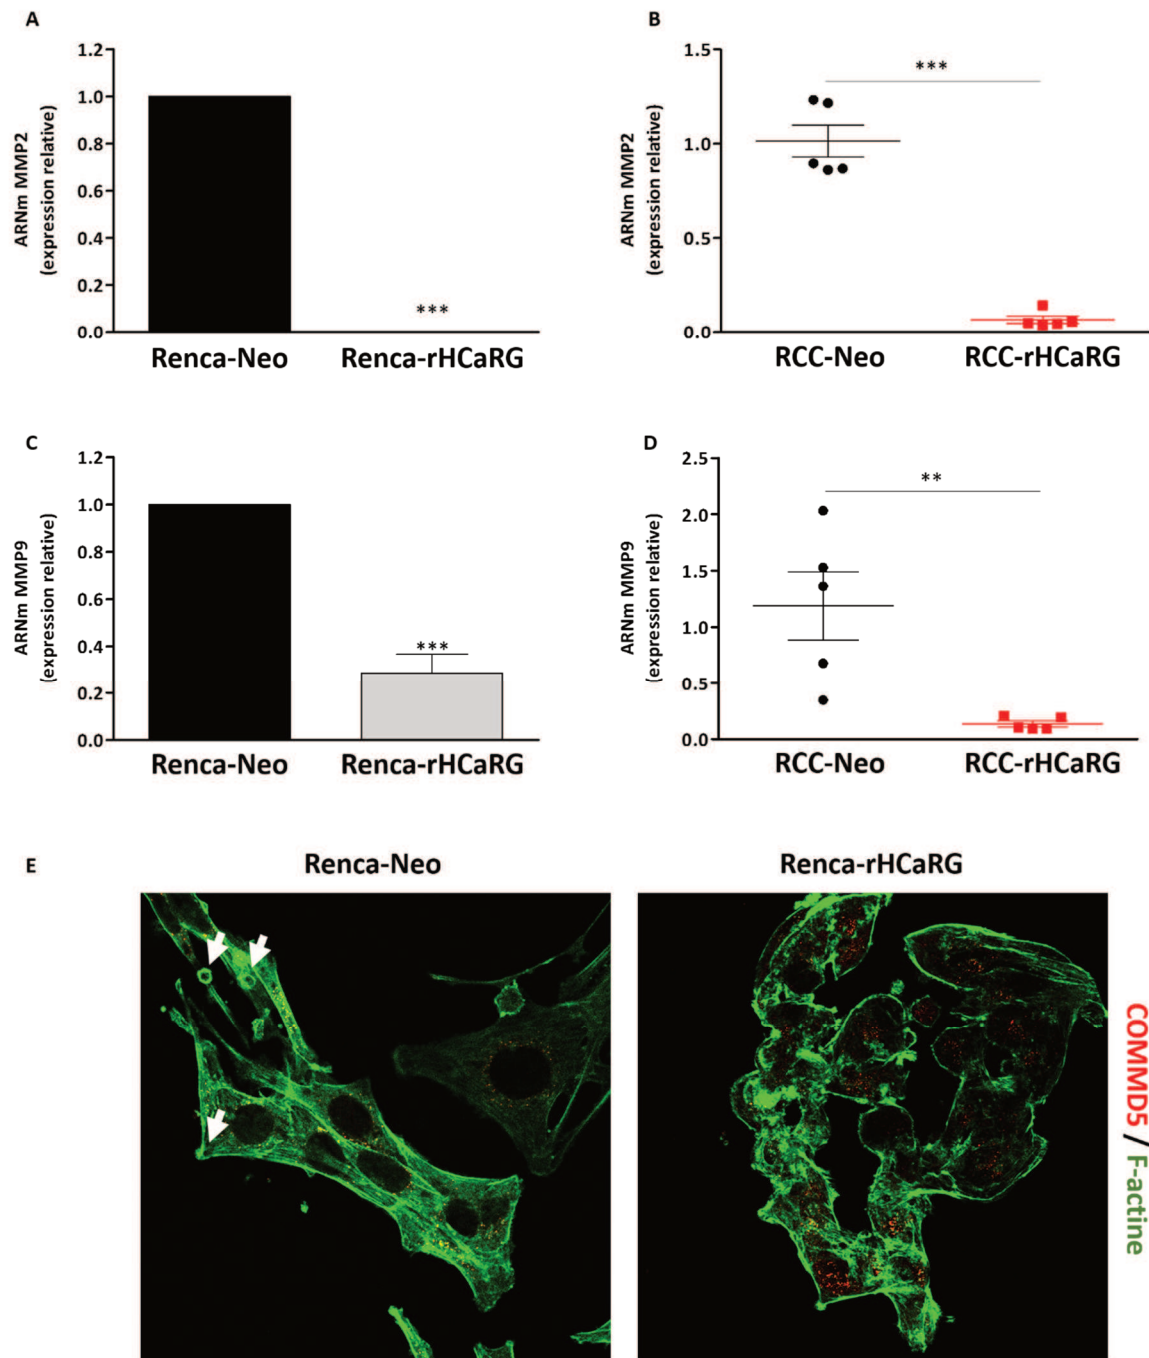 A
ARNm MMP2
(expression relative)
1.2
1.0
0.8
0.6
0.4
0.2
0.0
***
Renca-Neo
Renca-rHCaRG
B
ARNm MMP2
(expression relative)
1.5
1.0
0.5
0.0
***
RCC-Neo
RCC-rHCaRG
C
ARNm MMP9
(expression relative)
1.2
1.0
0.8
0.6
0.4
0.2
0.0
***
Renca-Neo
Renca-rHCaRG
D
ARNm MMP9
(expression relative)
2.5
2.0
1.5
1.0
0.5
0.0
**
RCC-Neo
RCC-rHCaRG
E
Renca-Neo
Renca-rHCaRG
COMMD5 / F-actine